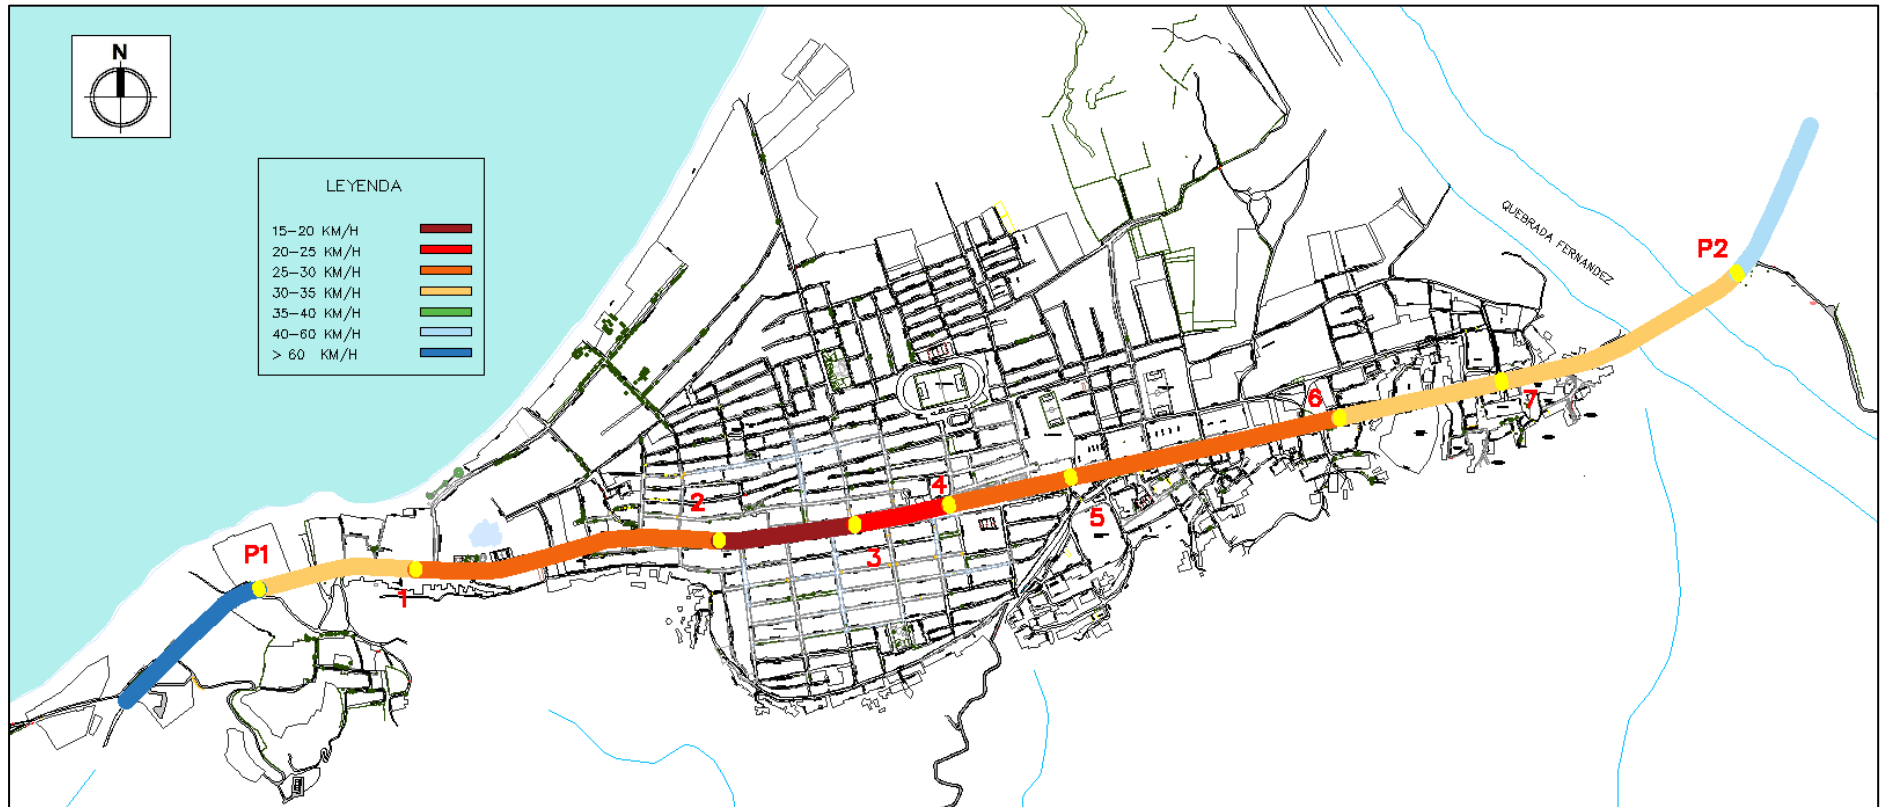 N
LEYENDA
15-20 KM/H
20-25 KM/H
25-30 KM/H
30-35 KM/H
35-40 KM/H
40-60 KM/H
> 60 KM/H
QUEBRADA FERNANDEZ
P2
6
7
2
4
5
3
P1
1